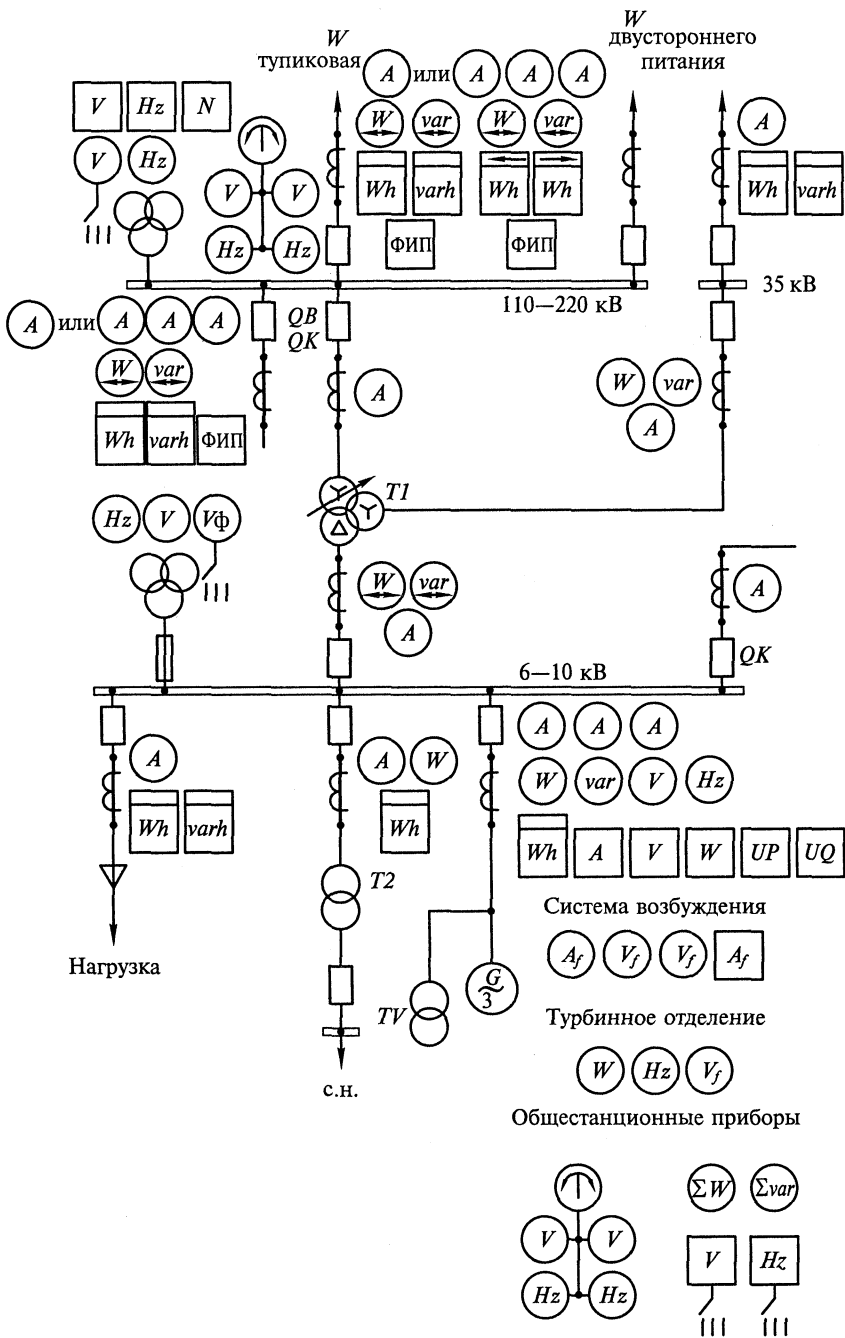 W
тупиковая
A или A A A
W
двустороннего
питания
V Hz N
V Hz
W var W var
A
V V
Wh varh Wh Wh
Wh varh
Hz Hz
ФИП ФИП
110—220 кВ
35 кВ
A или A A A
QB
QK
W var
A
W var
A
Wh varh ФИП
T1
Hz V Vф
W var
A
A
QK
6—10 кВ
A
A W
A A A
W var V Hz
Wh varh
Wh
Wh A V W UP UQ
T2
Система возбуждения
Af Vf Vf Af
Нагрузка
TV
G
3
Турбинное отделение
W Hz Vf
с.н.
Общестанционные приборы
ΣW Σvar
V V
V Hz
Hz Hz